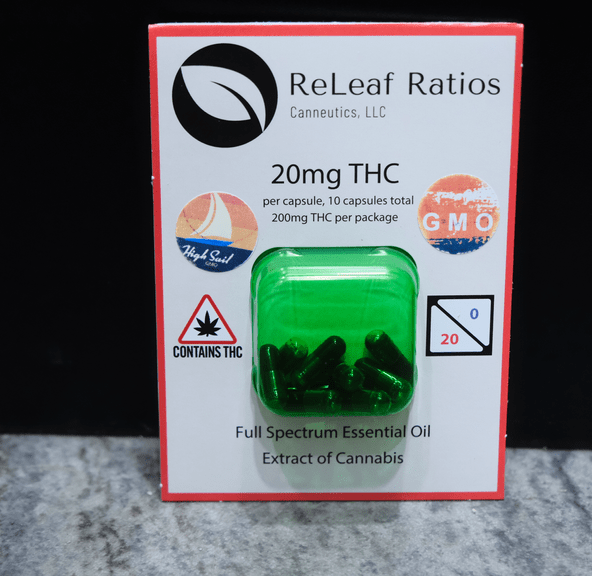 ReLeaf Ratios
Canneutics, LLC
20mg THC
per capsule, 10 capsules total
200mg THC per package
High Sail
GMO
CONTAINS THC
0
20
Full Spectrum Essential Oil
Extract of Cannabis